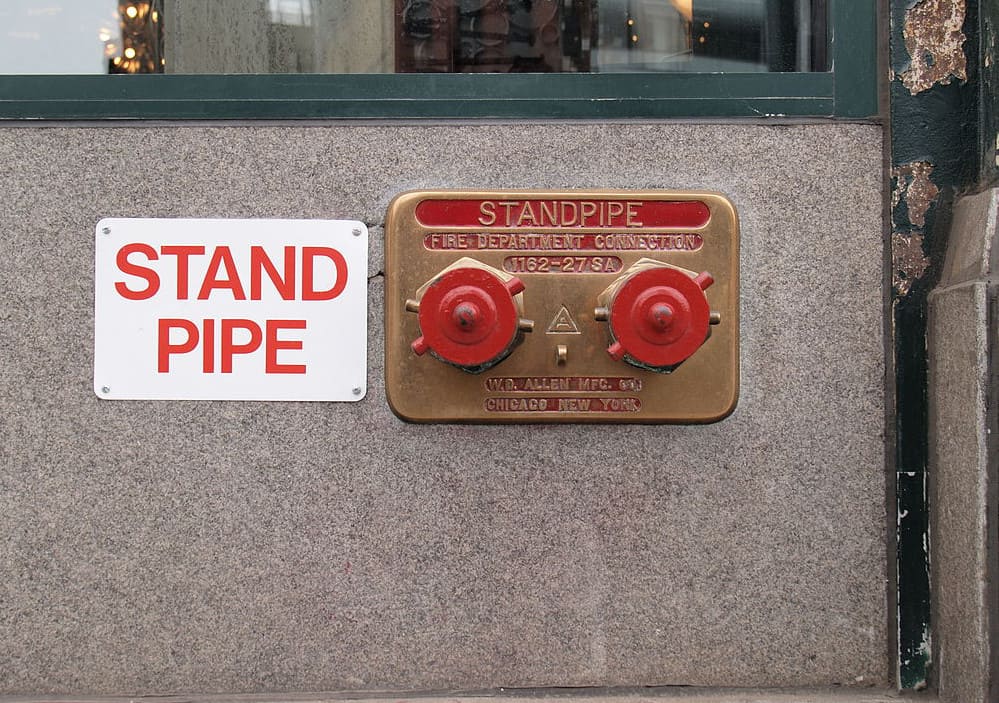 STAND
PIPE
STANDPIPE
FIRE DEPARTMENT CONNECTION
1162-27 SA
A
W.D. ALLEN MFG. CO.
CHICAGO NEW YORK